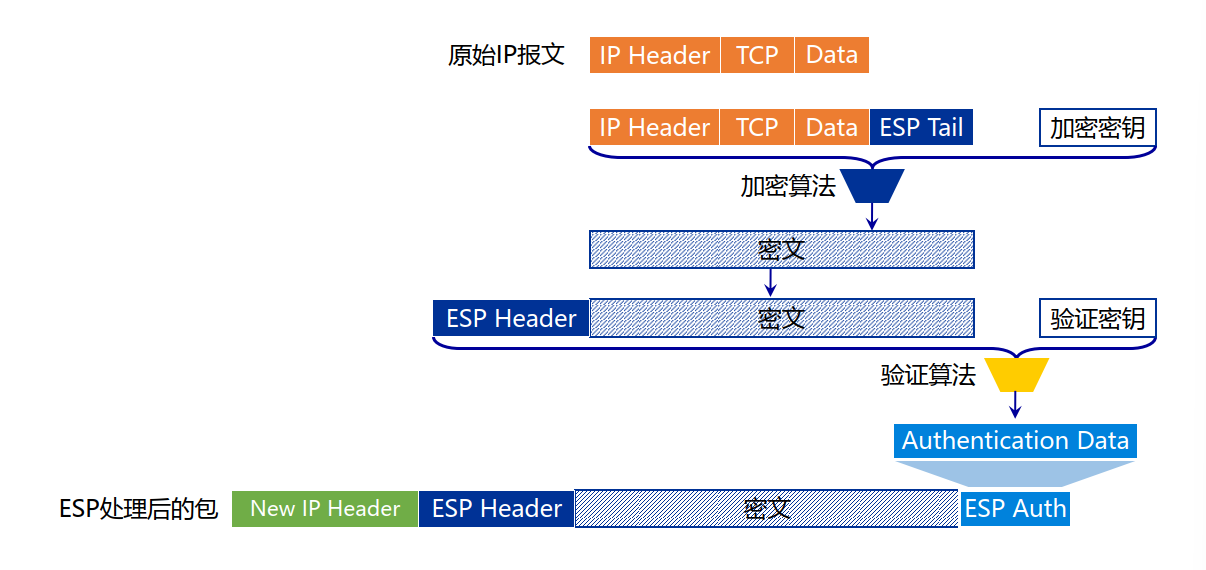 原始IP报文 IP Header TCP Data
IP Header TCP Data ESP Tail 加密密钥
加密算法
密文
ESP Header 密文 验证密钥
验证算法
Authentication Data
ESP处理后的包 New IP Header ESP Header 密文 ESP Auth